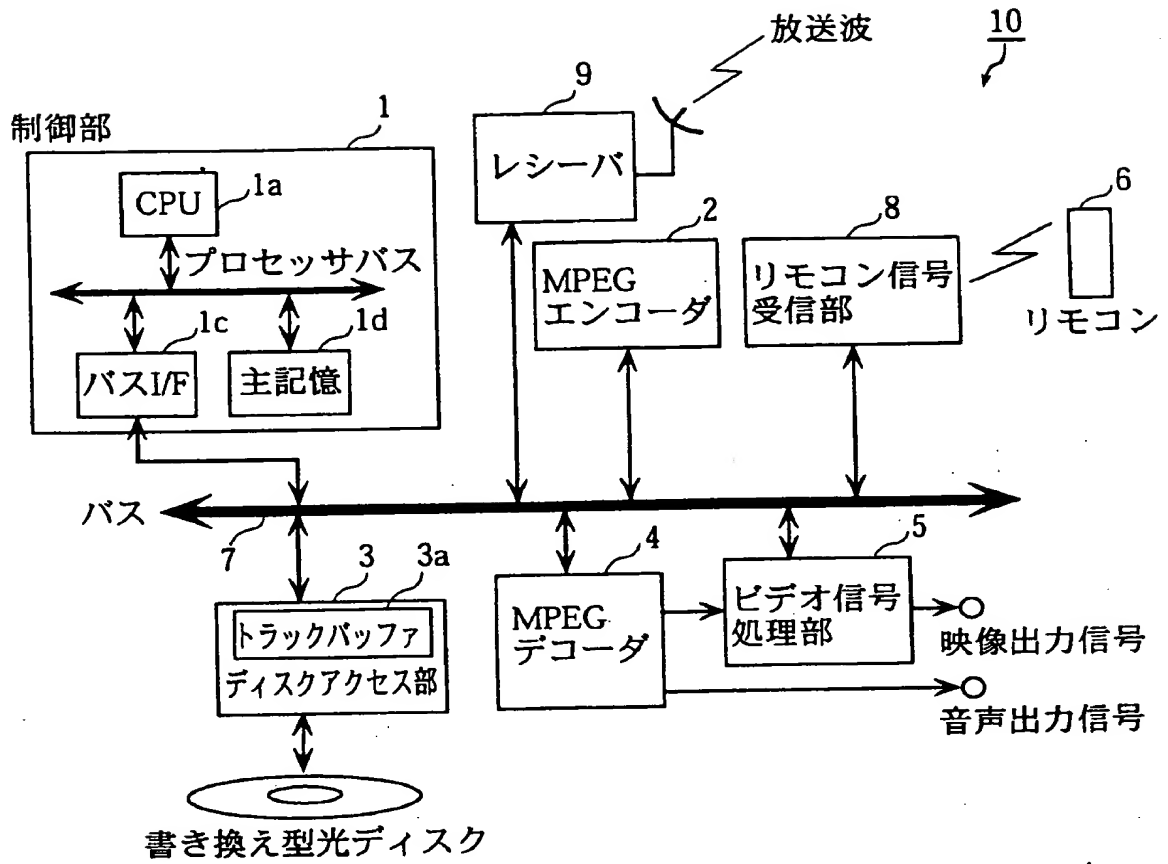 放送波
10
9
レシーバ
制御部
1
CPU
1a
プロセッサバス
1c
1d
バスI/F
主記憶
2
MPEG
エンコーダ
8
リモコン信号
受信部
6
リモコン
バス
7
3
3a
トラックバッファ
ディスクアクセス部
4
MPEG
デコーダ
5
ビデオ信号
処理部
映像出力信号
音声出力信号
書き換え型光ディスク